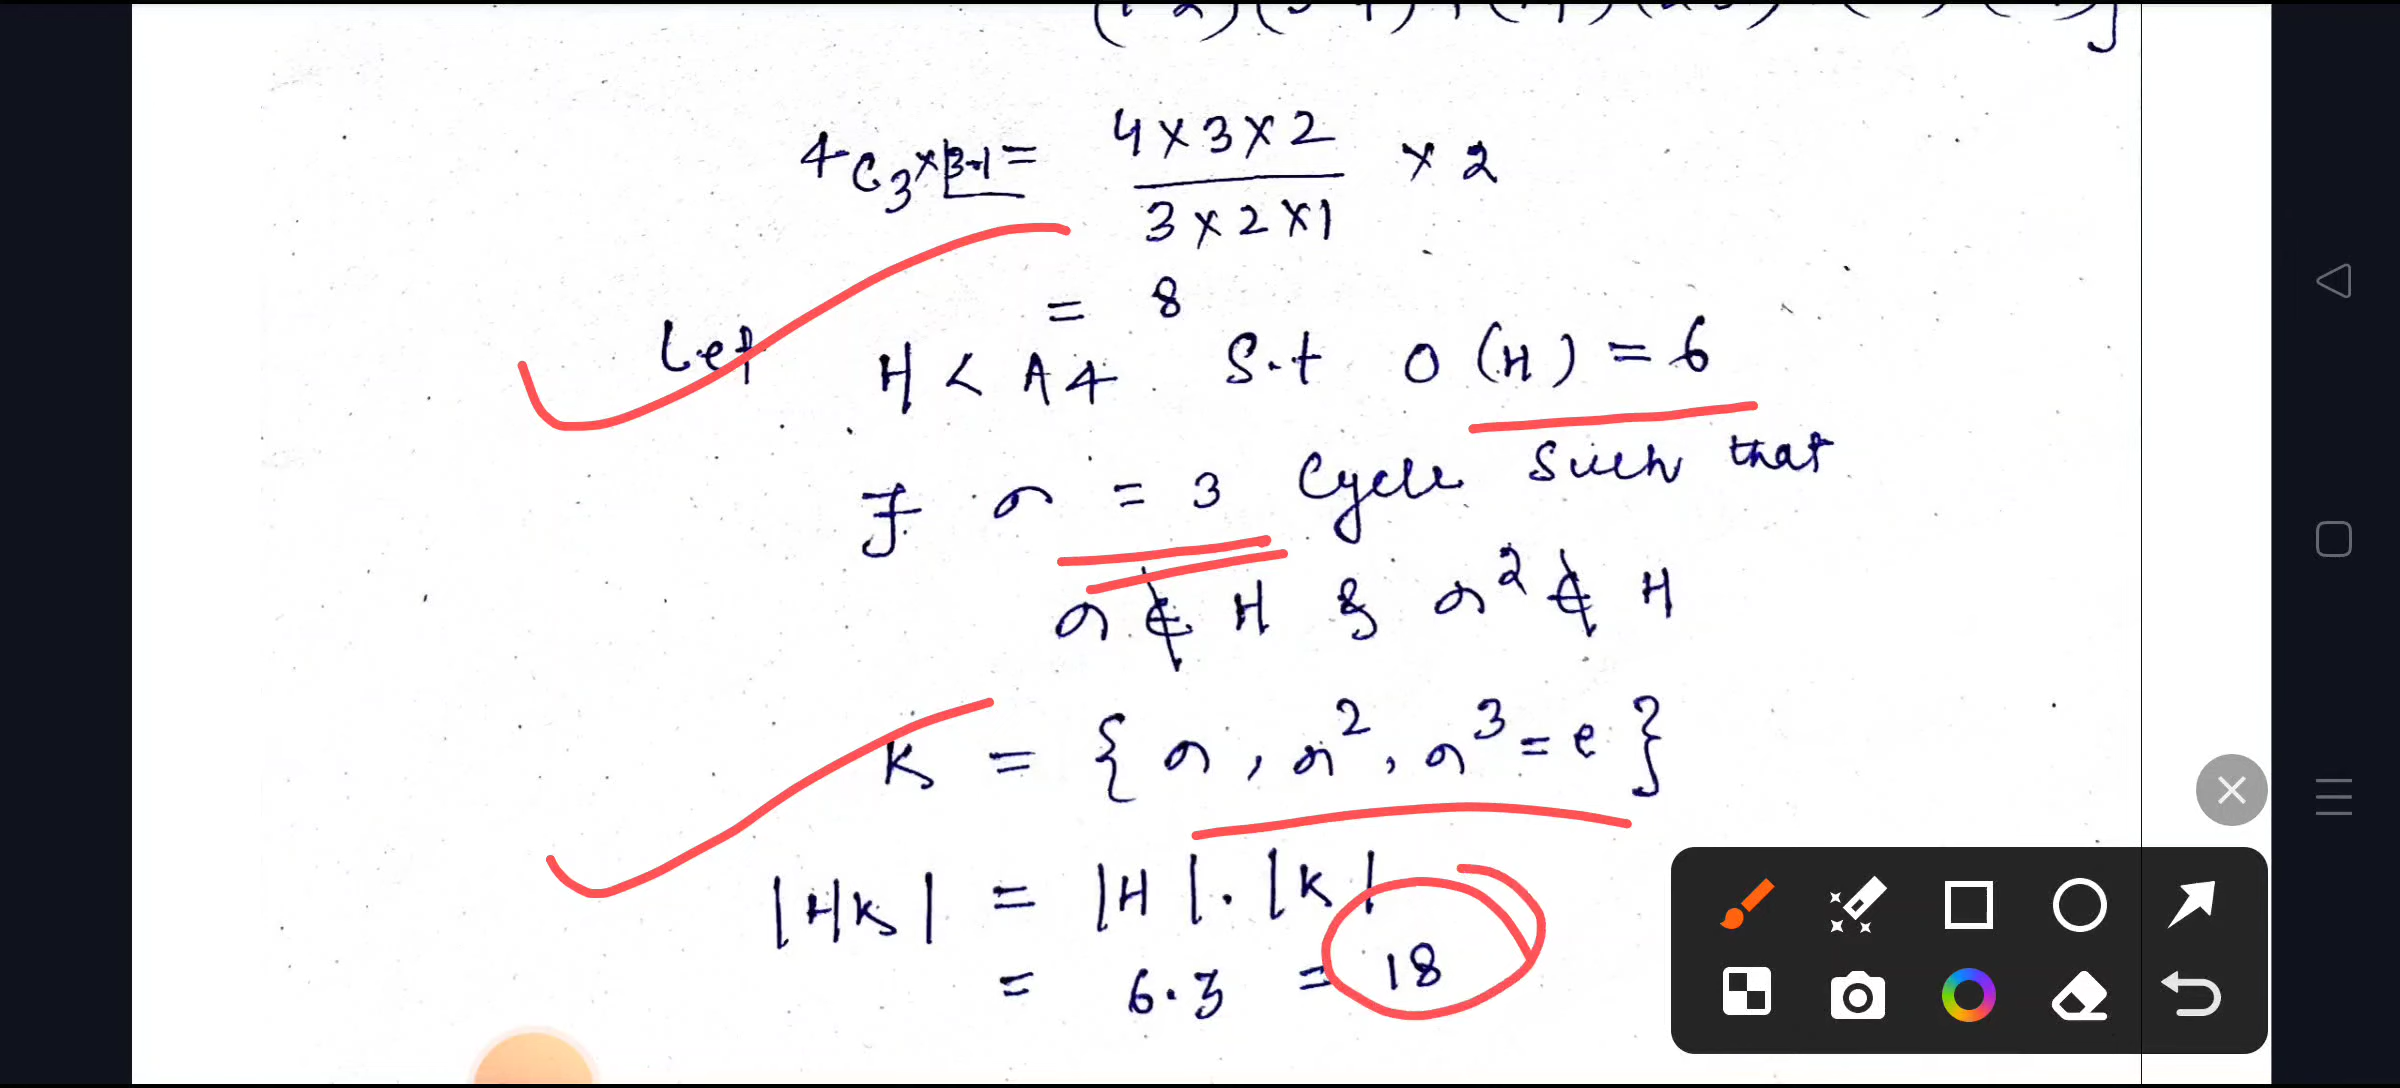 4C3 × 3-1 = 4×3×2 / 3×2×1 × 2
= 8
Let H < A4 S.t O(H) = 6
∃ σ = 3 Cycle Such that
σ ∉ H & σ² ∉ H
K = { σ, σ², σ³ = e }
|HK| = |H|.|K|
= 6.3 = 18